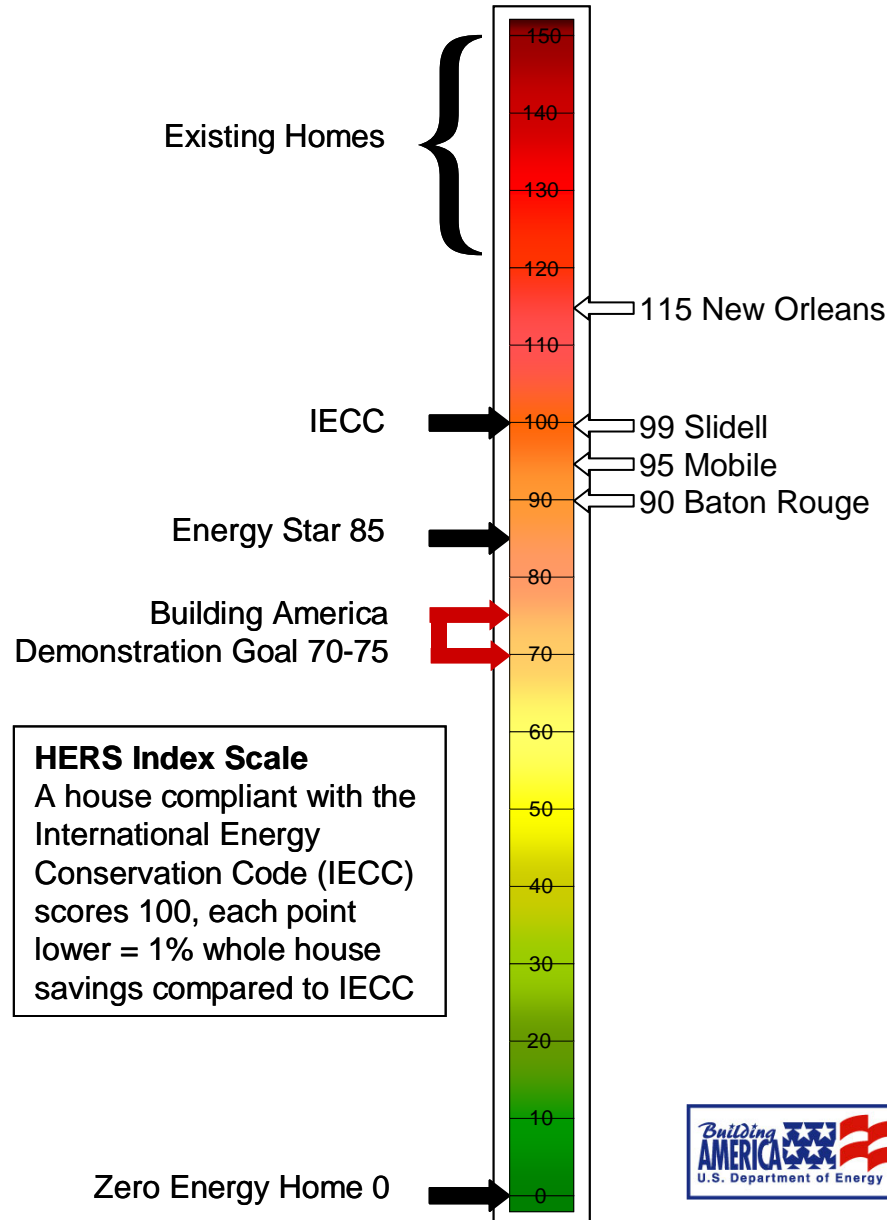 150
140
Existing Homes
130
120
115 New Orleans
110
IECC
100
99 Slidell
95 Mobile
90
90 Baton Rouge
Energy Star 85
80
Building America
Demonstration Goal 70-75
70
60
HERS Index Scale
A house compliant with the
International Energy
Conservation Code (IECC)
scores 100, each point
lower = 1% whole house
savings compared to IECC
50
40
30
20
10
Building
AMERICA
U.S. Department of Energy
Zero Energy Home 0
0